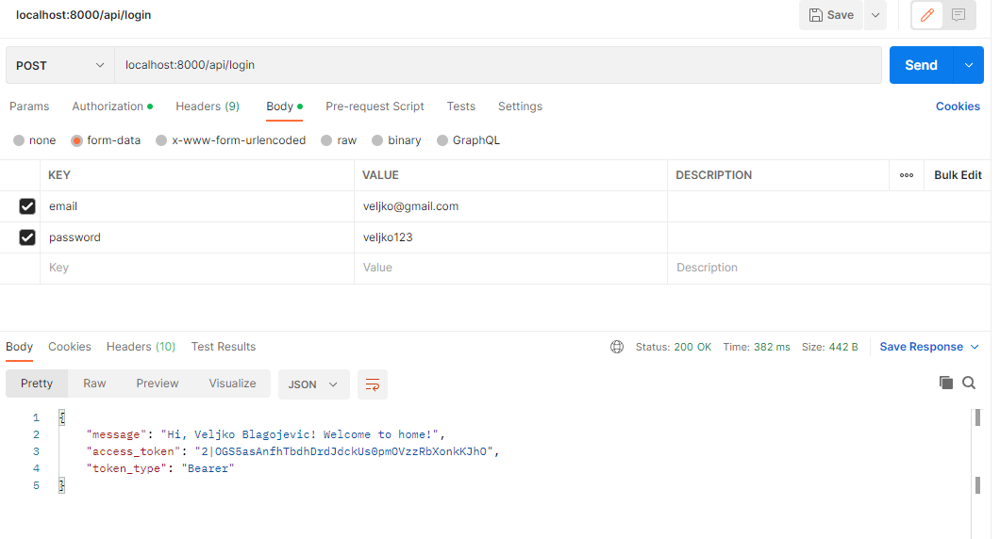 localhost:8000/api/login
Save
POST localhost:8000/api/login Send
Params Authorization Headers (9) Body Pre-request Script Tests Settings Cookies
none form-data x-www-form-urlencoded raw binary GraphQL
KEY VALUE DESCRIPTION ooo Bulk Edit
email veljko@gmail.com
password veljko123
Key Value Description
Body Cookies Headers (10) Test Results Status: 200 OK Time: 382 ms Size: 442 B Save Response
Pretty Raw Preview Visualize JSON
1 {
2 "message": "Hi, Veljko Blagojevic! Welcome to home!",
3 "access_token": "2|OGS5asAnfhTbdhDrdJdckUs0pmOVzzRbXonkKJhO",
4 "token_type": "Bearer"
5 }